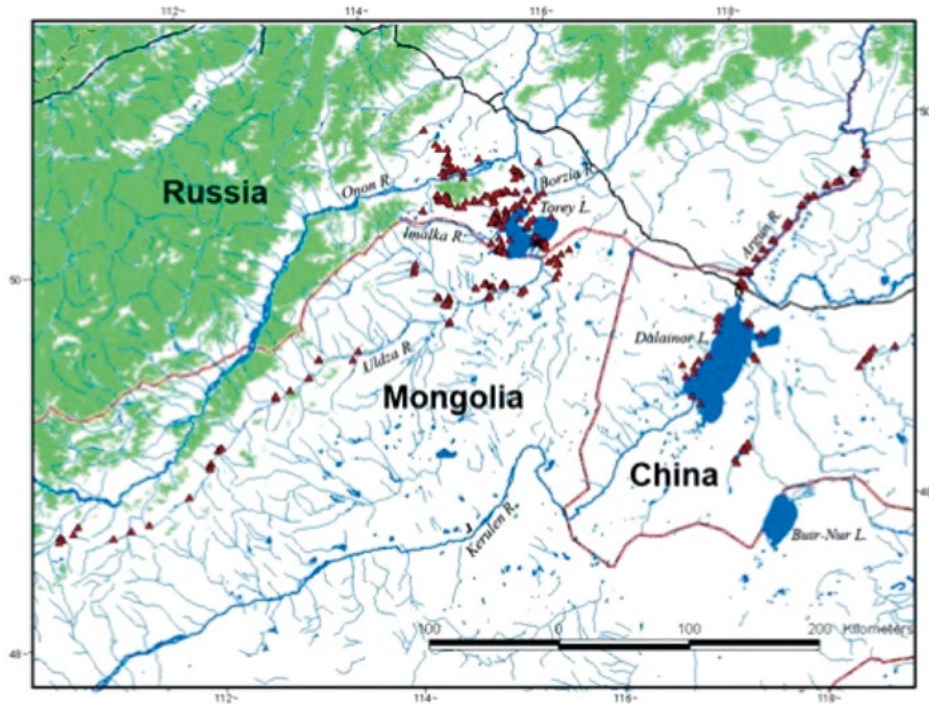 112
114
116
118
50
Russia
Onon R.
Borzia R.
Torey L.
Imalka R.
Argun R.
50
Dalainor L.
Uldza R.
Mongolia
China
Kerulen R.
Buir-Nur L.
100 0 100 200 Kilometers
48
112
114
116
118